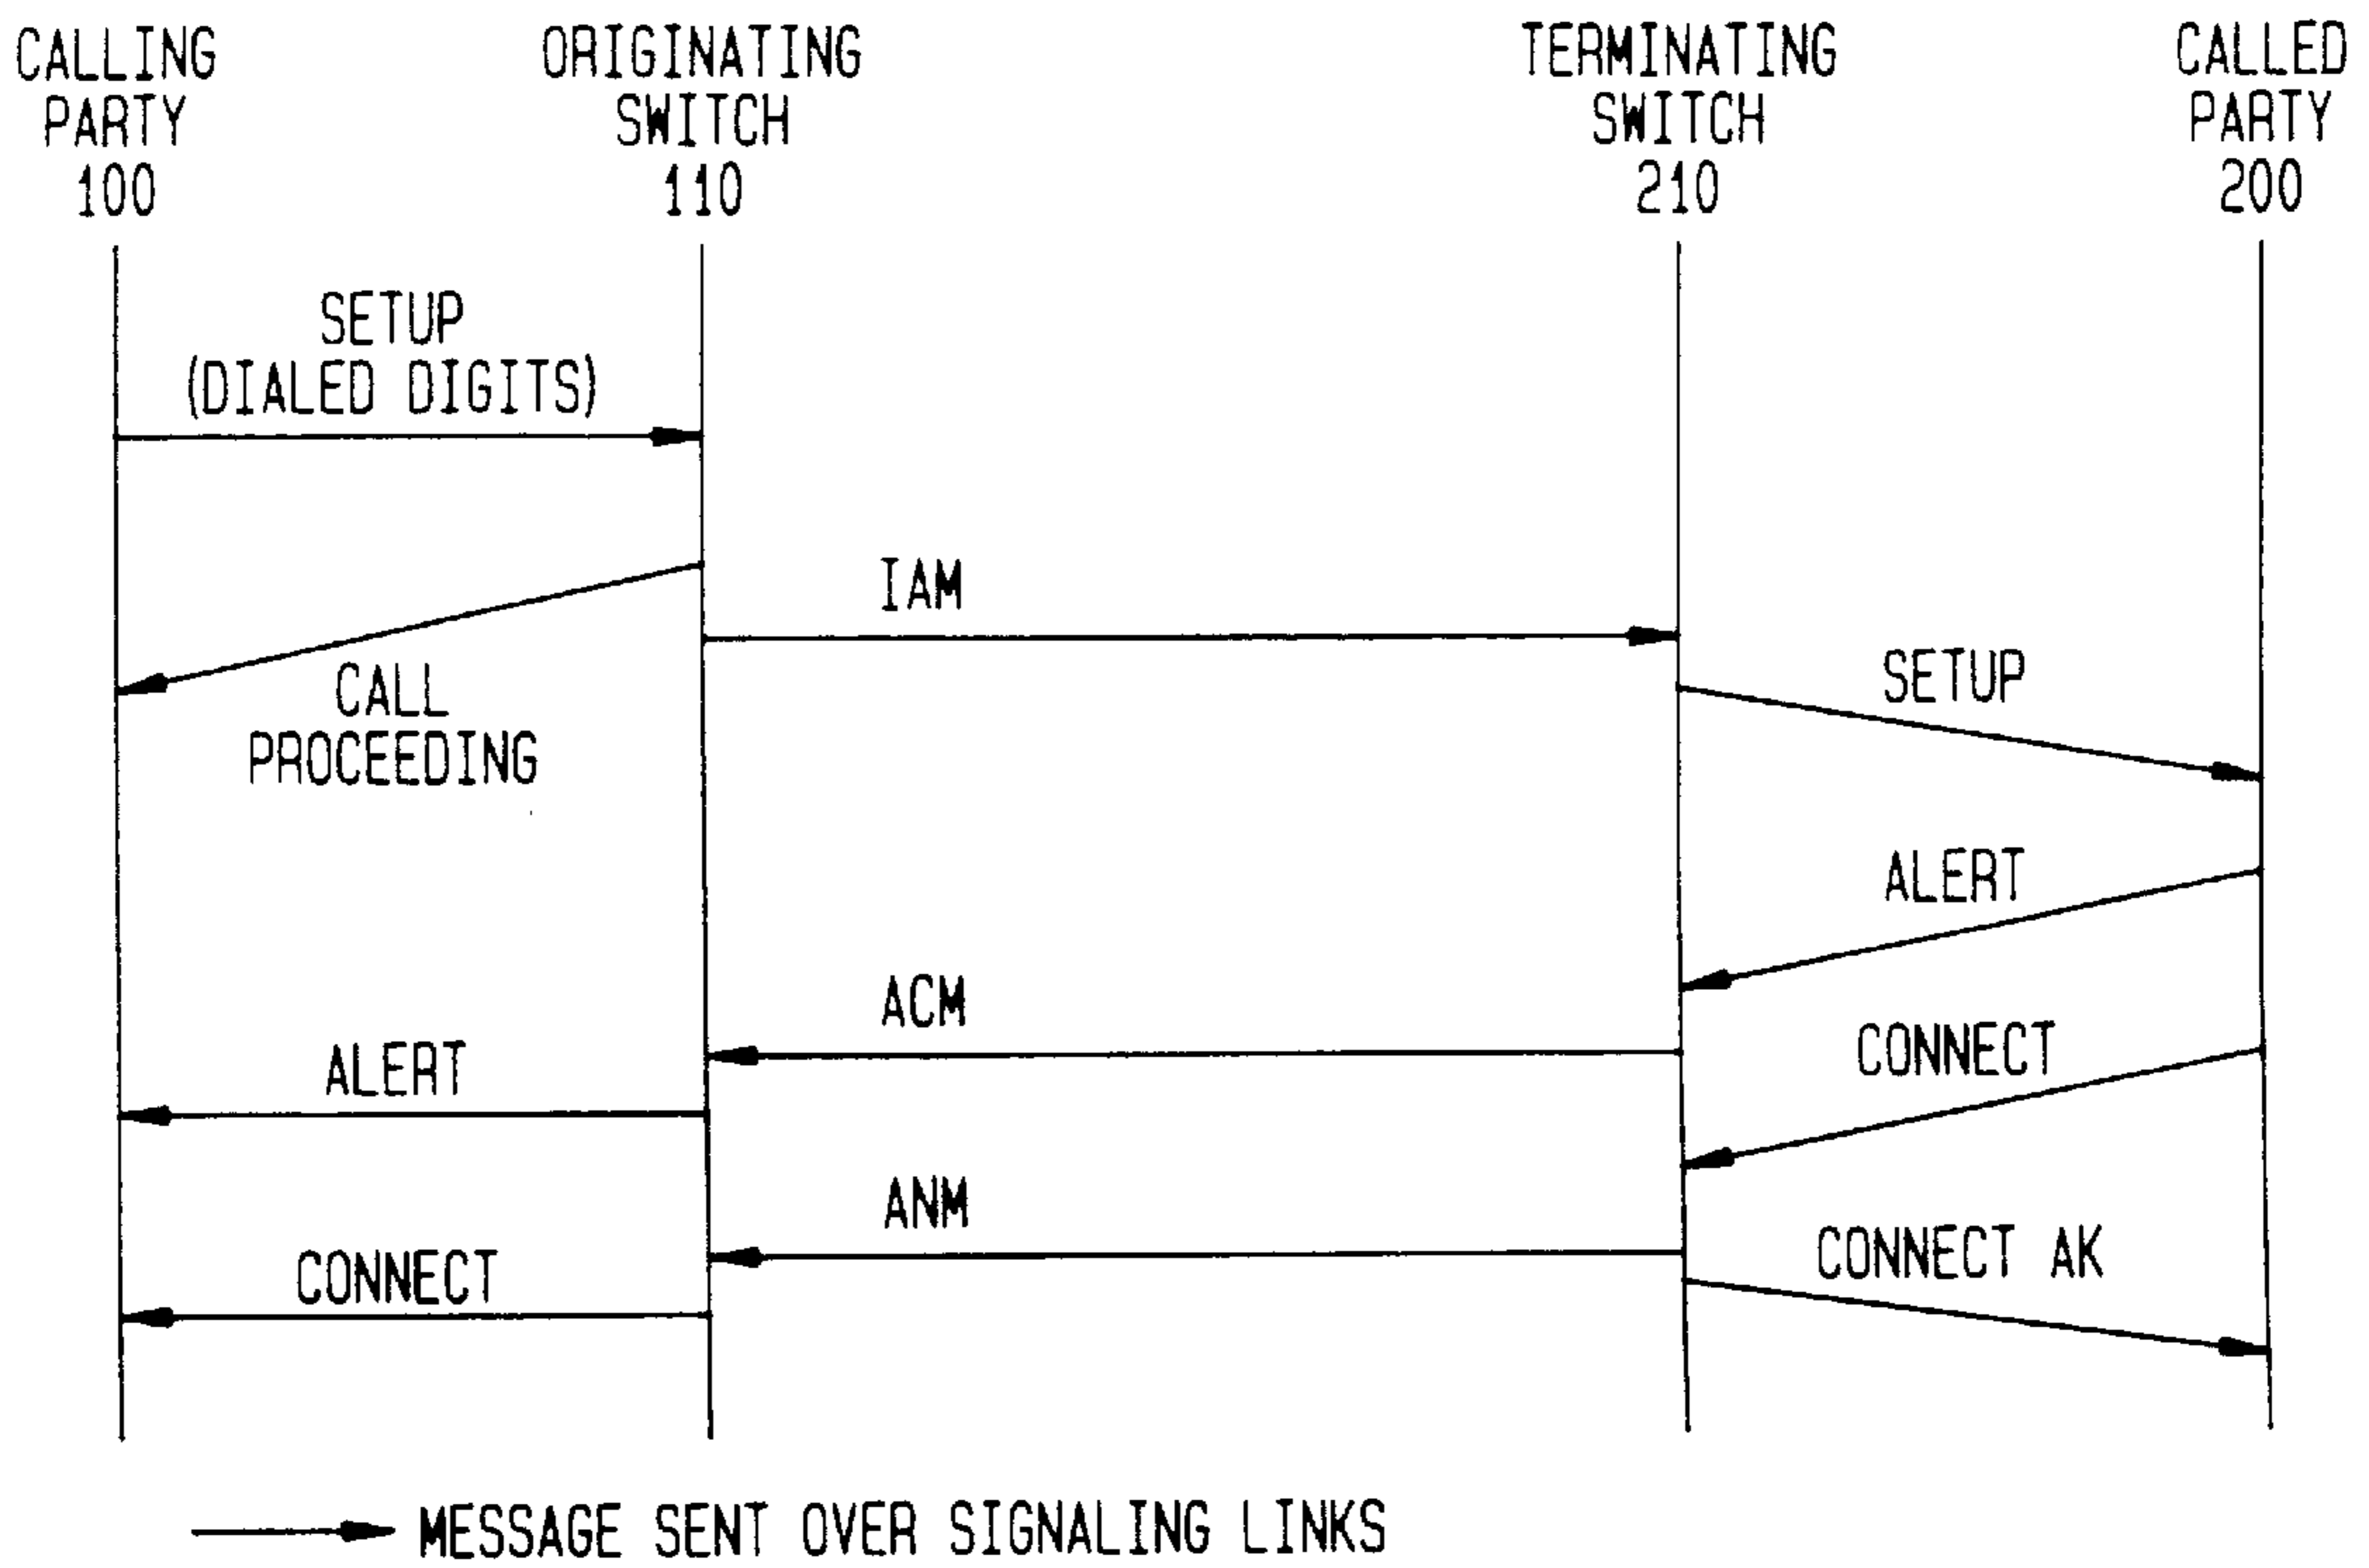 CALLING
PARTY
100
ORIGINATING
SWITCH
110
TERMINATING
SWITCH
210
CALLED
PARTY
200
SETUP
(DIALED DIGITS)
IAM
CALL
PROCEEDING
SETUP
ALERT
ACM
CONNECT
ALERT
ANM
CONNECT AK
CONNECT
MESSAGE SENT OVER SIGNALING LINKS